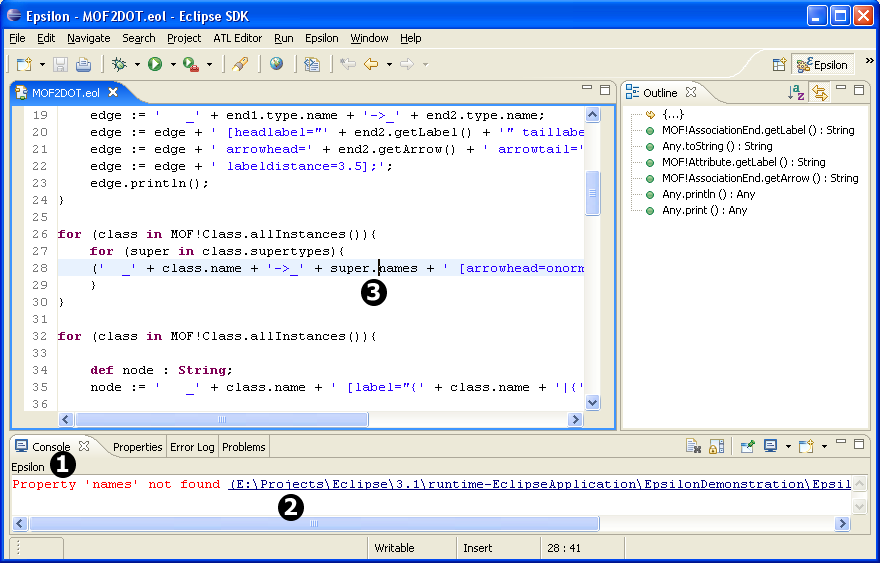 Epsilon - MOF2DOT.eol - Eclipse SDK
File Edit Navigate Search Project ATL Editor Run Epsilon Window Help
Epsilon »
MOF2DOT.eol
19 edge := '   _' + end1.type.name + '->_' + end2.type.name;
20 edge := edge + ' [headlabel="' + end2.getLabel() + '" taillabe
21 edge := edge + ' arrowhead=' + end2.getArrow() + ' arrowtail='
22 edge := edge + ' labeldistance=3.5];';
23 edge.println();
24 }
25
26 for (class in MOF!Class.allInstances()){
27 for (super in class.supertypes){
28 ('   _' + class.name + '->_' + super.names + ' [arrowhead=onorm
29 }
30 }
31
32 for (class in MOF!Class.allInstances()){
33
34 def node : String;
35 node := '   _' + class.name + ' [label="{' + class.name + '|{'
36
3
Outline
{...}
MOF!AssociationEnd.getLabel () : String
Any.toString () : String
MOF!Attribute.getLabel () : String
MOF!AssociationEnd.getArrow () : String
Any.println () : Any
Any.print () : Any
Console Properties Error Log Problems
Epsilon
1
Property 'names' not found (E:\Projects\Eclipse\3.1\runtime-EclipseApplication\EpsilonDemonstration\Epsil
2
Writable Insert 28 : 41